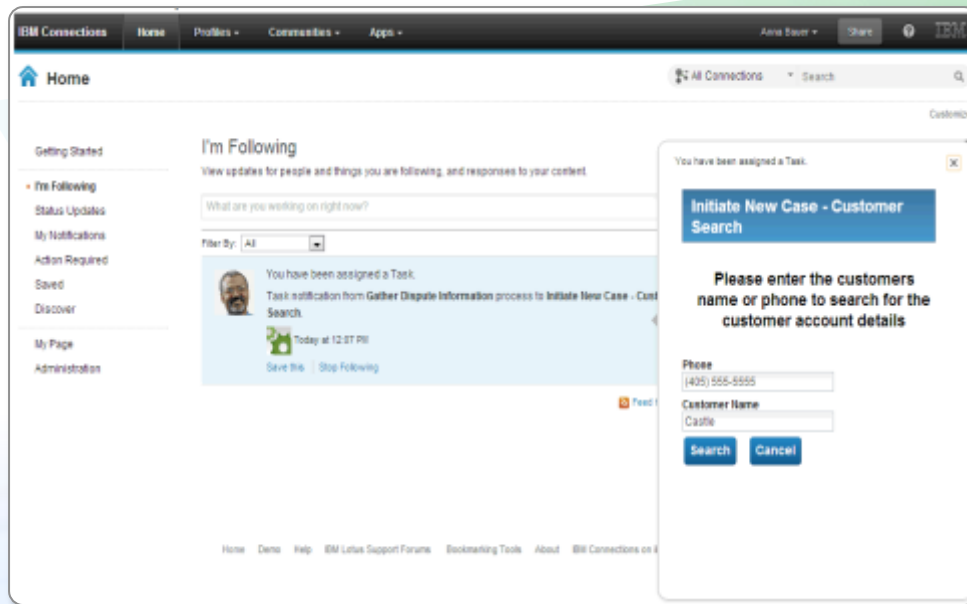 IBM Connections Home Profiles Communities Apps Anna Bauer Share ? IBM
Home
All Connections Search
Customiz
Getting Started
I'm Following
Status Updates
My Notifications
Action Required
Saved
Discover
My Page
Administration
I'm Following
View updates for people and things you are following, and responses to your content.
What are you working on right now?
Filter By: All
You have been assigned a Task.
Task notification from Gather Dispute Information process to Initiate New Case - Cust
Search.
Today at 12:07 PM
Save this Stop Following
Feed f
Home Demo Help IBM Lotus Support Forums Bookmarking Tools About IBM Connections on
You have been assigned a Task.
Initiate New Case - Customer
Search
Please enter the customers
name or phone to search for the
customer account details
Phone
(405) 555-5555
Customer Name
Castle
Search Cancel